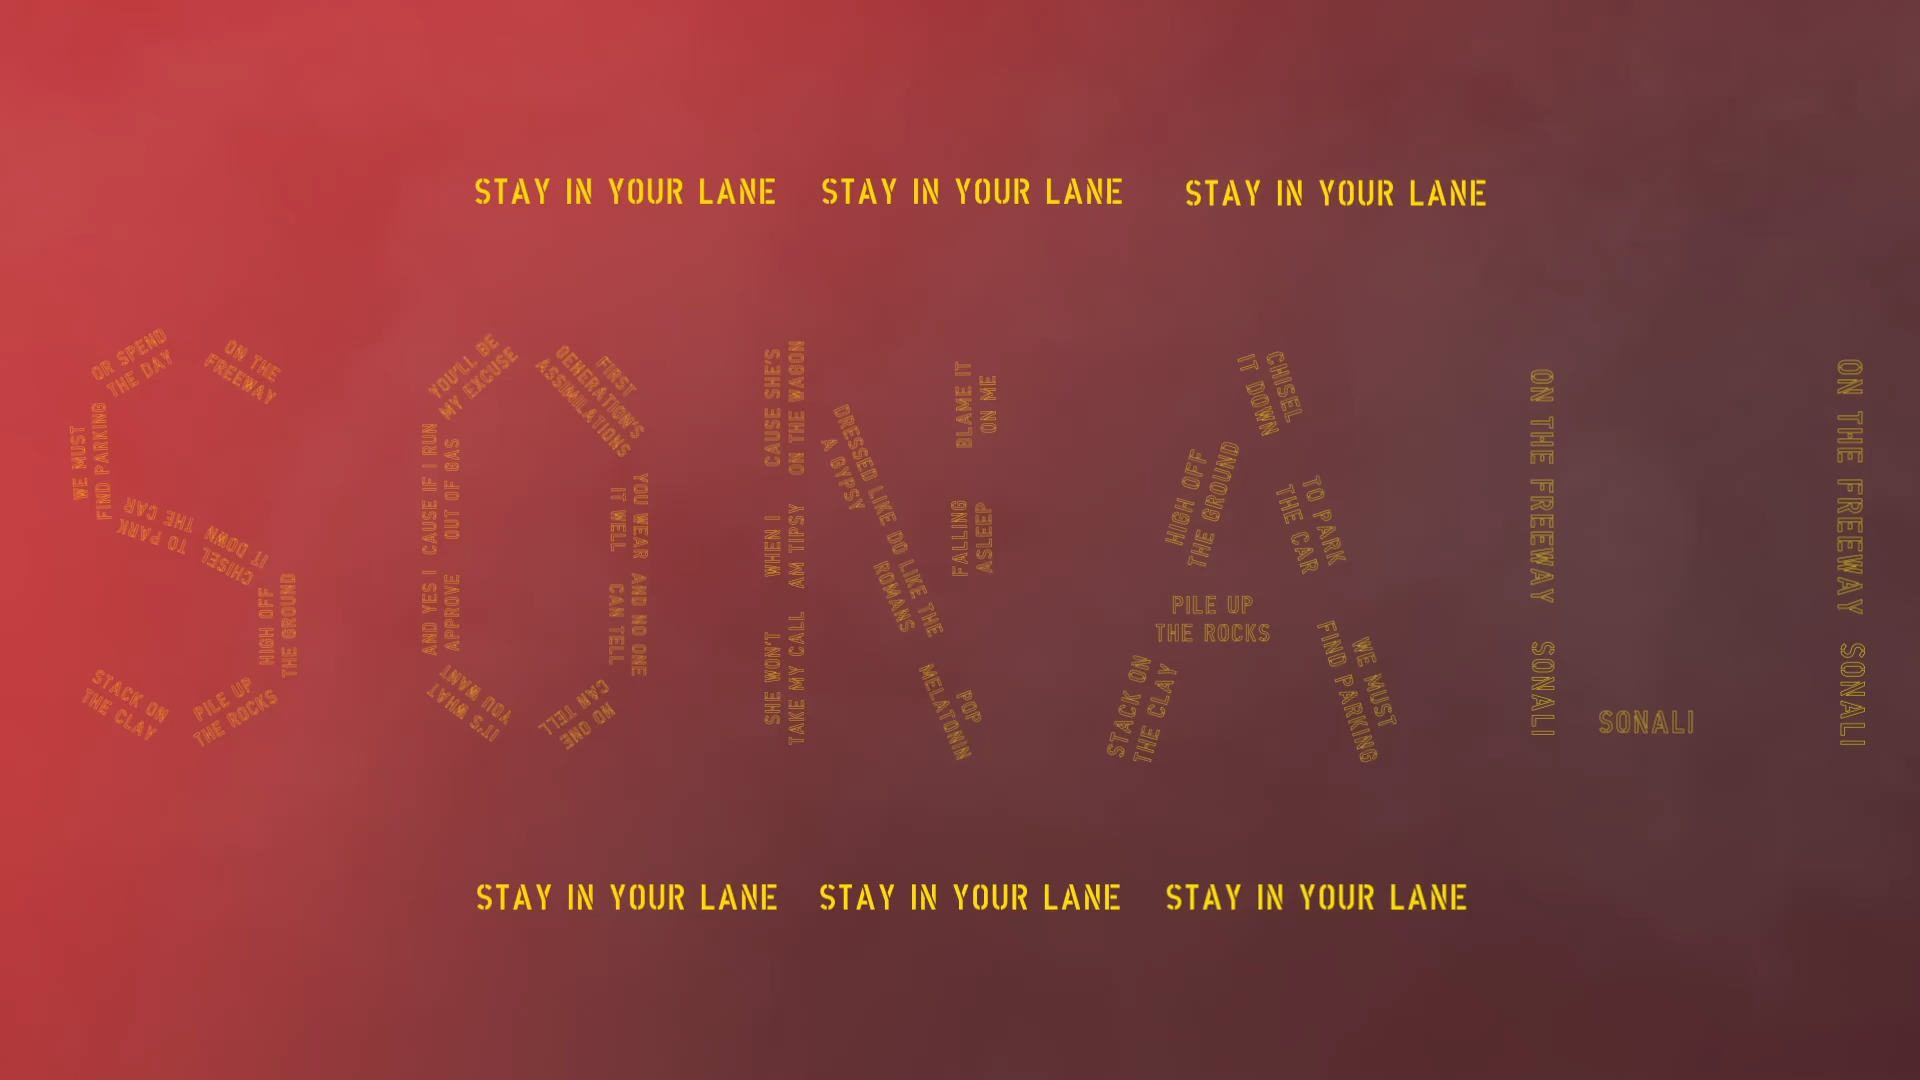 STAY IN YOUR LANE STAY IN YOUR LANE STAY IN YOUR LANE
OR SPEND
THE DAY
ON THE
FREEWAY
WE MUST
FIND PARKING
TO PARK
THE CAR
CHISEL
IT DOWN
HIGH OFF
THE GROUND
PILE UP
THE ROCKS
STACK ON
THE CLAY
YOU'LL BE
MY EXCUSE
FIRST
GENERATION'S
ASSIMILATIONS
CAUSE IF I RUN
OUT OF GAS
AND YES I
APPROVE
IT'S WHAT
YOU WANT
YOU WEAR
IT WELL
AND NO ONE
CAN TELL
NO ONE
CAN TELL
CAUSE SHE'S
ON THE WAGON
WHEN I
AM TIPSY
SHE WON'T
TAKE MY CALL
DRESSED LIKE
A GYPSY
DO LIKE THE
ROMANS
POP
MELATONIN
BLAME IT
ON ME
FALLING
ASLEEP
CHISEL
IT DOWN
HIGH OFF
THE GROUND
TO PARK
THE CAR
PILE UP
THE ROCKS
STACK ON
THE CLAY
WE MUST
FIND PARKING
ON THE FREEWAY SONALI
SONALI
ON THE FREEWAY SONALI
STAY IN YOUR LANE STAY IN YOUR LANE STAY IN YOUR LANE